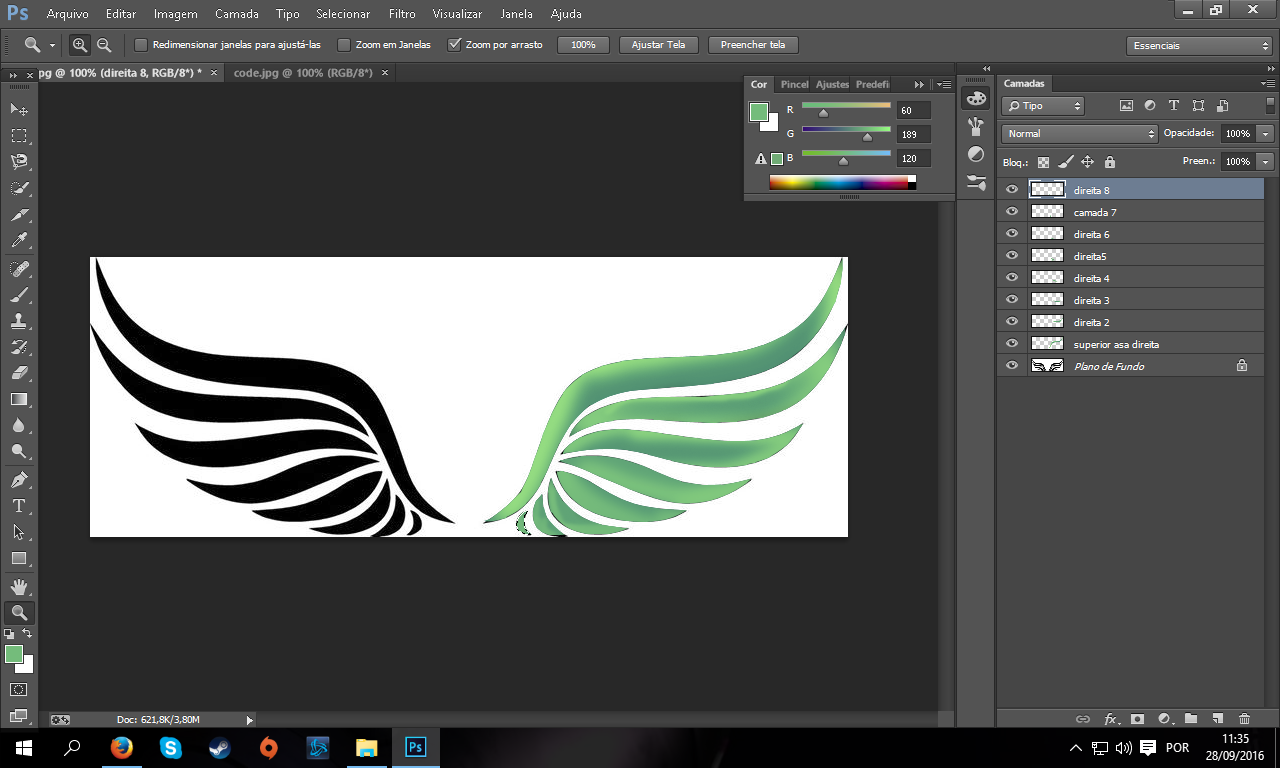 Ps Arquivo Editar Imagem Camada Tipo Selecionar Filtro Visualizar Janela Ajuda
Redimensionar janelas para ajustá-las Zoom em Janelas Zoom por arrasto 100% Ajustar Tela Preencher tela Essenciais
pg @ 100% (direita 8, RGB/8*) * × code.jpg @ 100% (RGB/8*) ×
Cor Pincel Ajustes Predefi
R 60
G 189
B 120
Camadas
Tipo
Normal Opacidade: 100%
Bloq.: Preen.: 100%
direita 8
camada 7
direita 6
direita5
direita 4
direita 3
direita 2
superior asa direita
Plano de Fundo
T
fx
Doc: 621,8K/3,80M
Ps
POR
11:35
28/09/2016